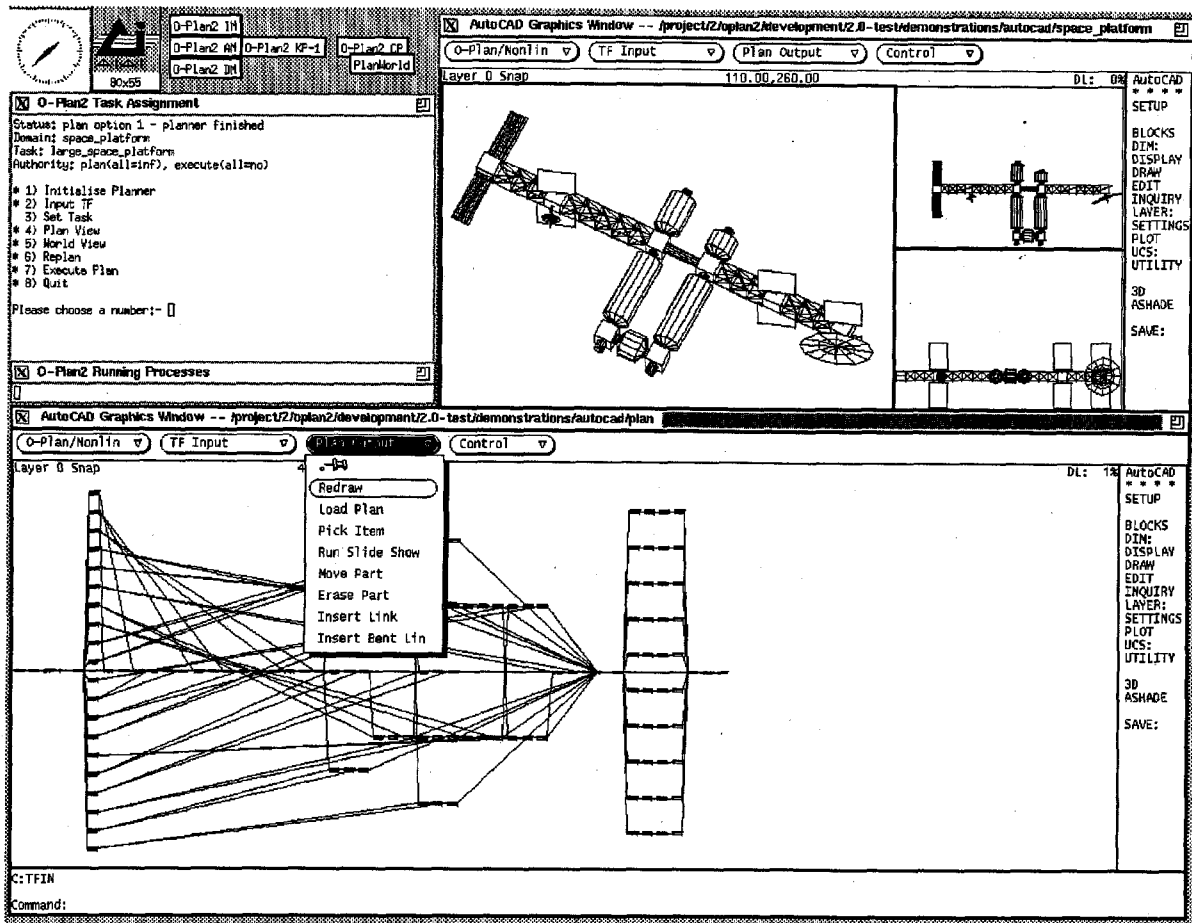 O-Plan2 IM
O-Plan2 AM
O-Plan2 KP-1
O-Plan2 CP
O-Plan2 DM
PlanWorld
80x55
O-Plan2 Task Assignment
Status: plan option 1 - planner finished
Domain: space_platform
Task: large_space_platform
Authority: plan(all=inf), execute(all=no)
* 1) Initialise Planner
* 2) Input TF
3) Set Task
* 4) Plan View
* 5) World View
* 6) Replan
* 7) Execute Plan
* 8) Quit
Please choose a number:-
O-Plan2 Running Processes
AutoCAD Graphics Window -- /project/2/oplan2/development/2.0-test/demonstrations/autocad/space_platform
O-Plan/Nonlin
TF Input
Plan Output
Control
Layer 0 Snap
110.00,260.00
DL: 0%
AutoCAD
* * * *
SETUP
BLOCKS
DIM:
DISPLAY
DRAW
EDIT
INQUIRY
LAYER:
SETTINGS
PLOT
UCS:
UTILITY
3D
ASHADE
SAVE:
AutoCAD Graphics Window -- /project/2/oplan2/development/2.0-test/demonstrations/autocad/plan
O-Plan/Nonlin
TF Input
Plan Output
Control
Layer 0 Snap
4
DL: 1%
Redraw
Load Plan
Pick Item
Run Slide Show
Move Part
Erase Part
Insert Link
Insert Bent Lin
AutoCAD
* * * *
SETUP
BLOCKS
DIM:
DISPLAY
DRAW
EDIT
INQUIRY
LAYER:
SETTINGS
PLOT
UCS:
UTILITY
3D
ASHADE
SAVE:
C:TFIN
Command: